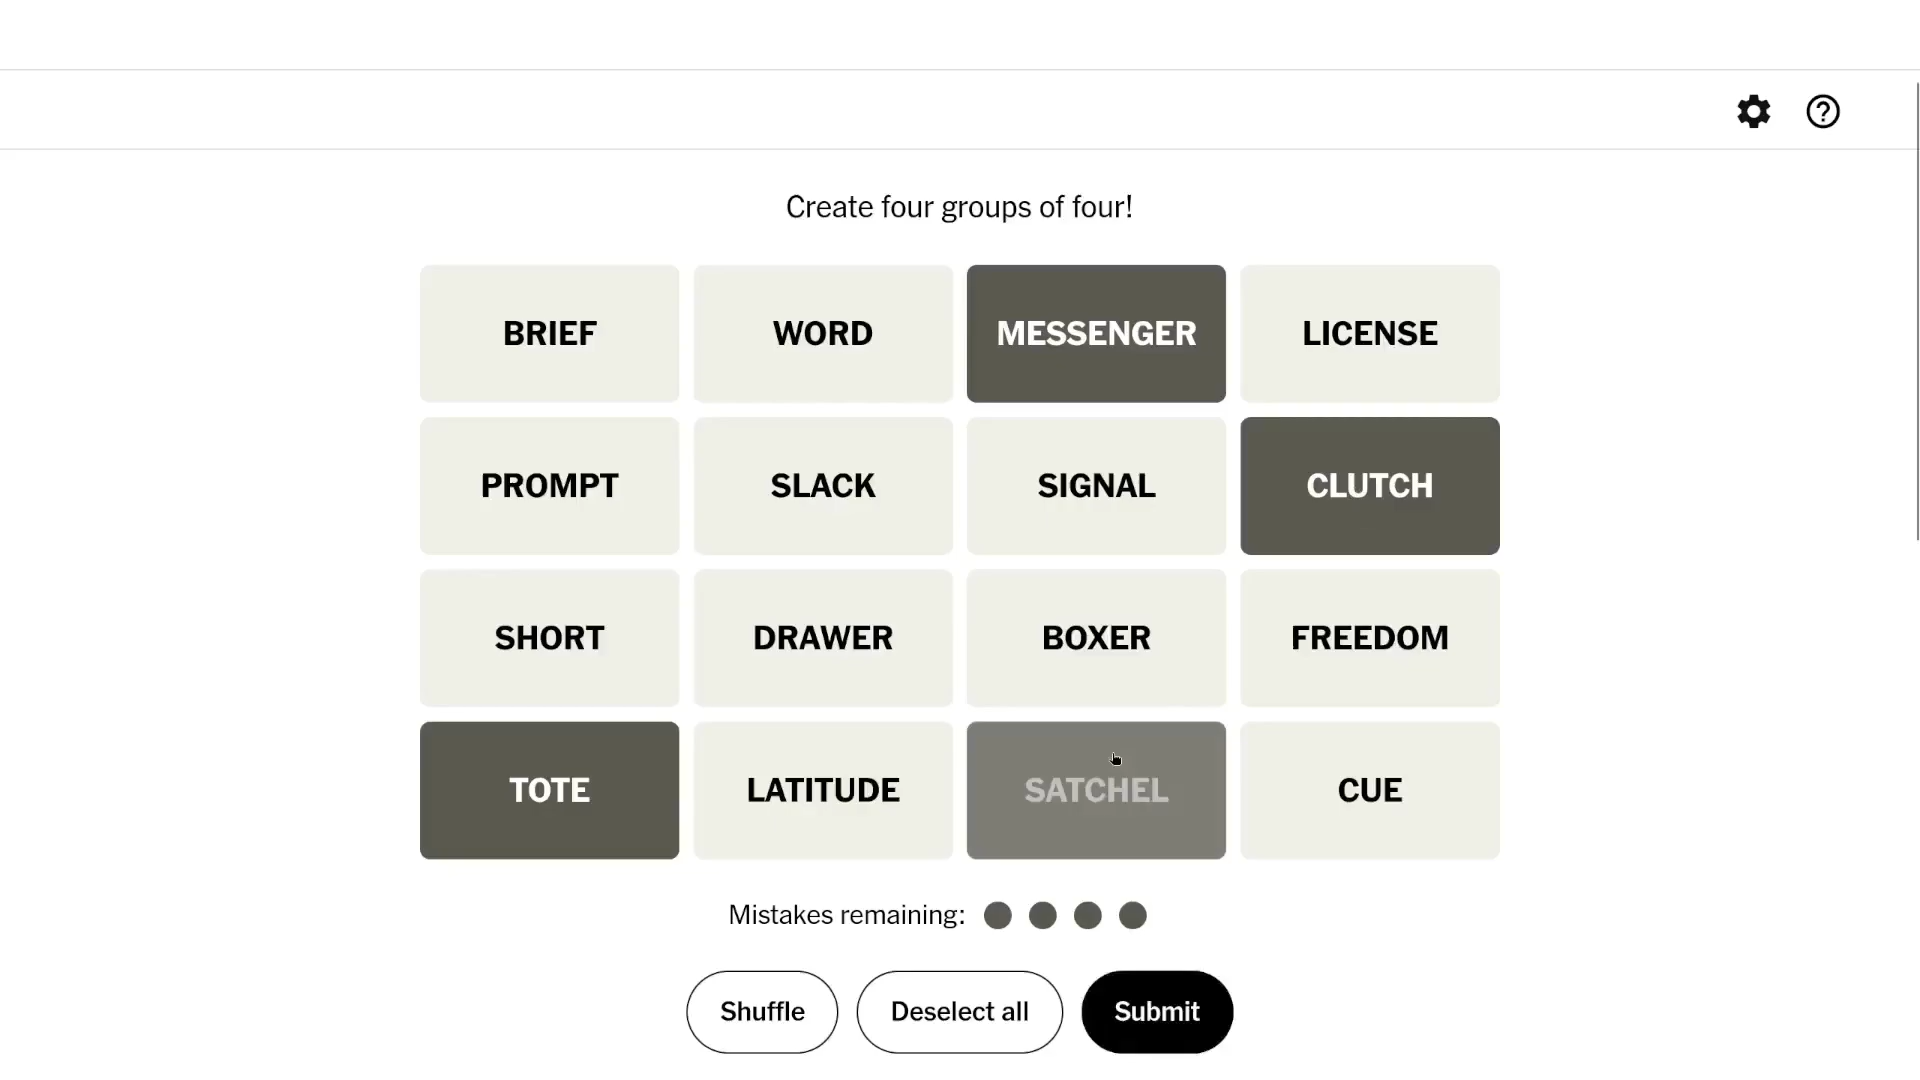 Create four groups of four!
BRIEF WORD MESSENGER LICENSE
PROMPT SLACK SIGNAL CLUTCH
SHORT DRAWER BOXER FREEDOM
TOTE LATITUDE SATCHEL CUE
Mistakes remaining:
Shuffle Deselect all Submit